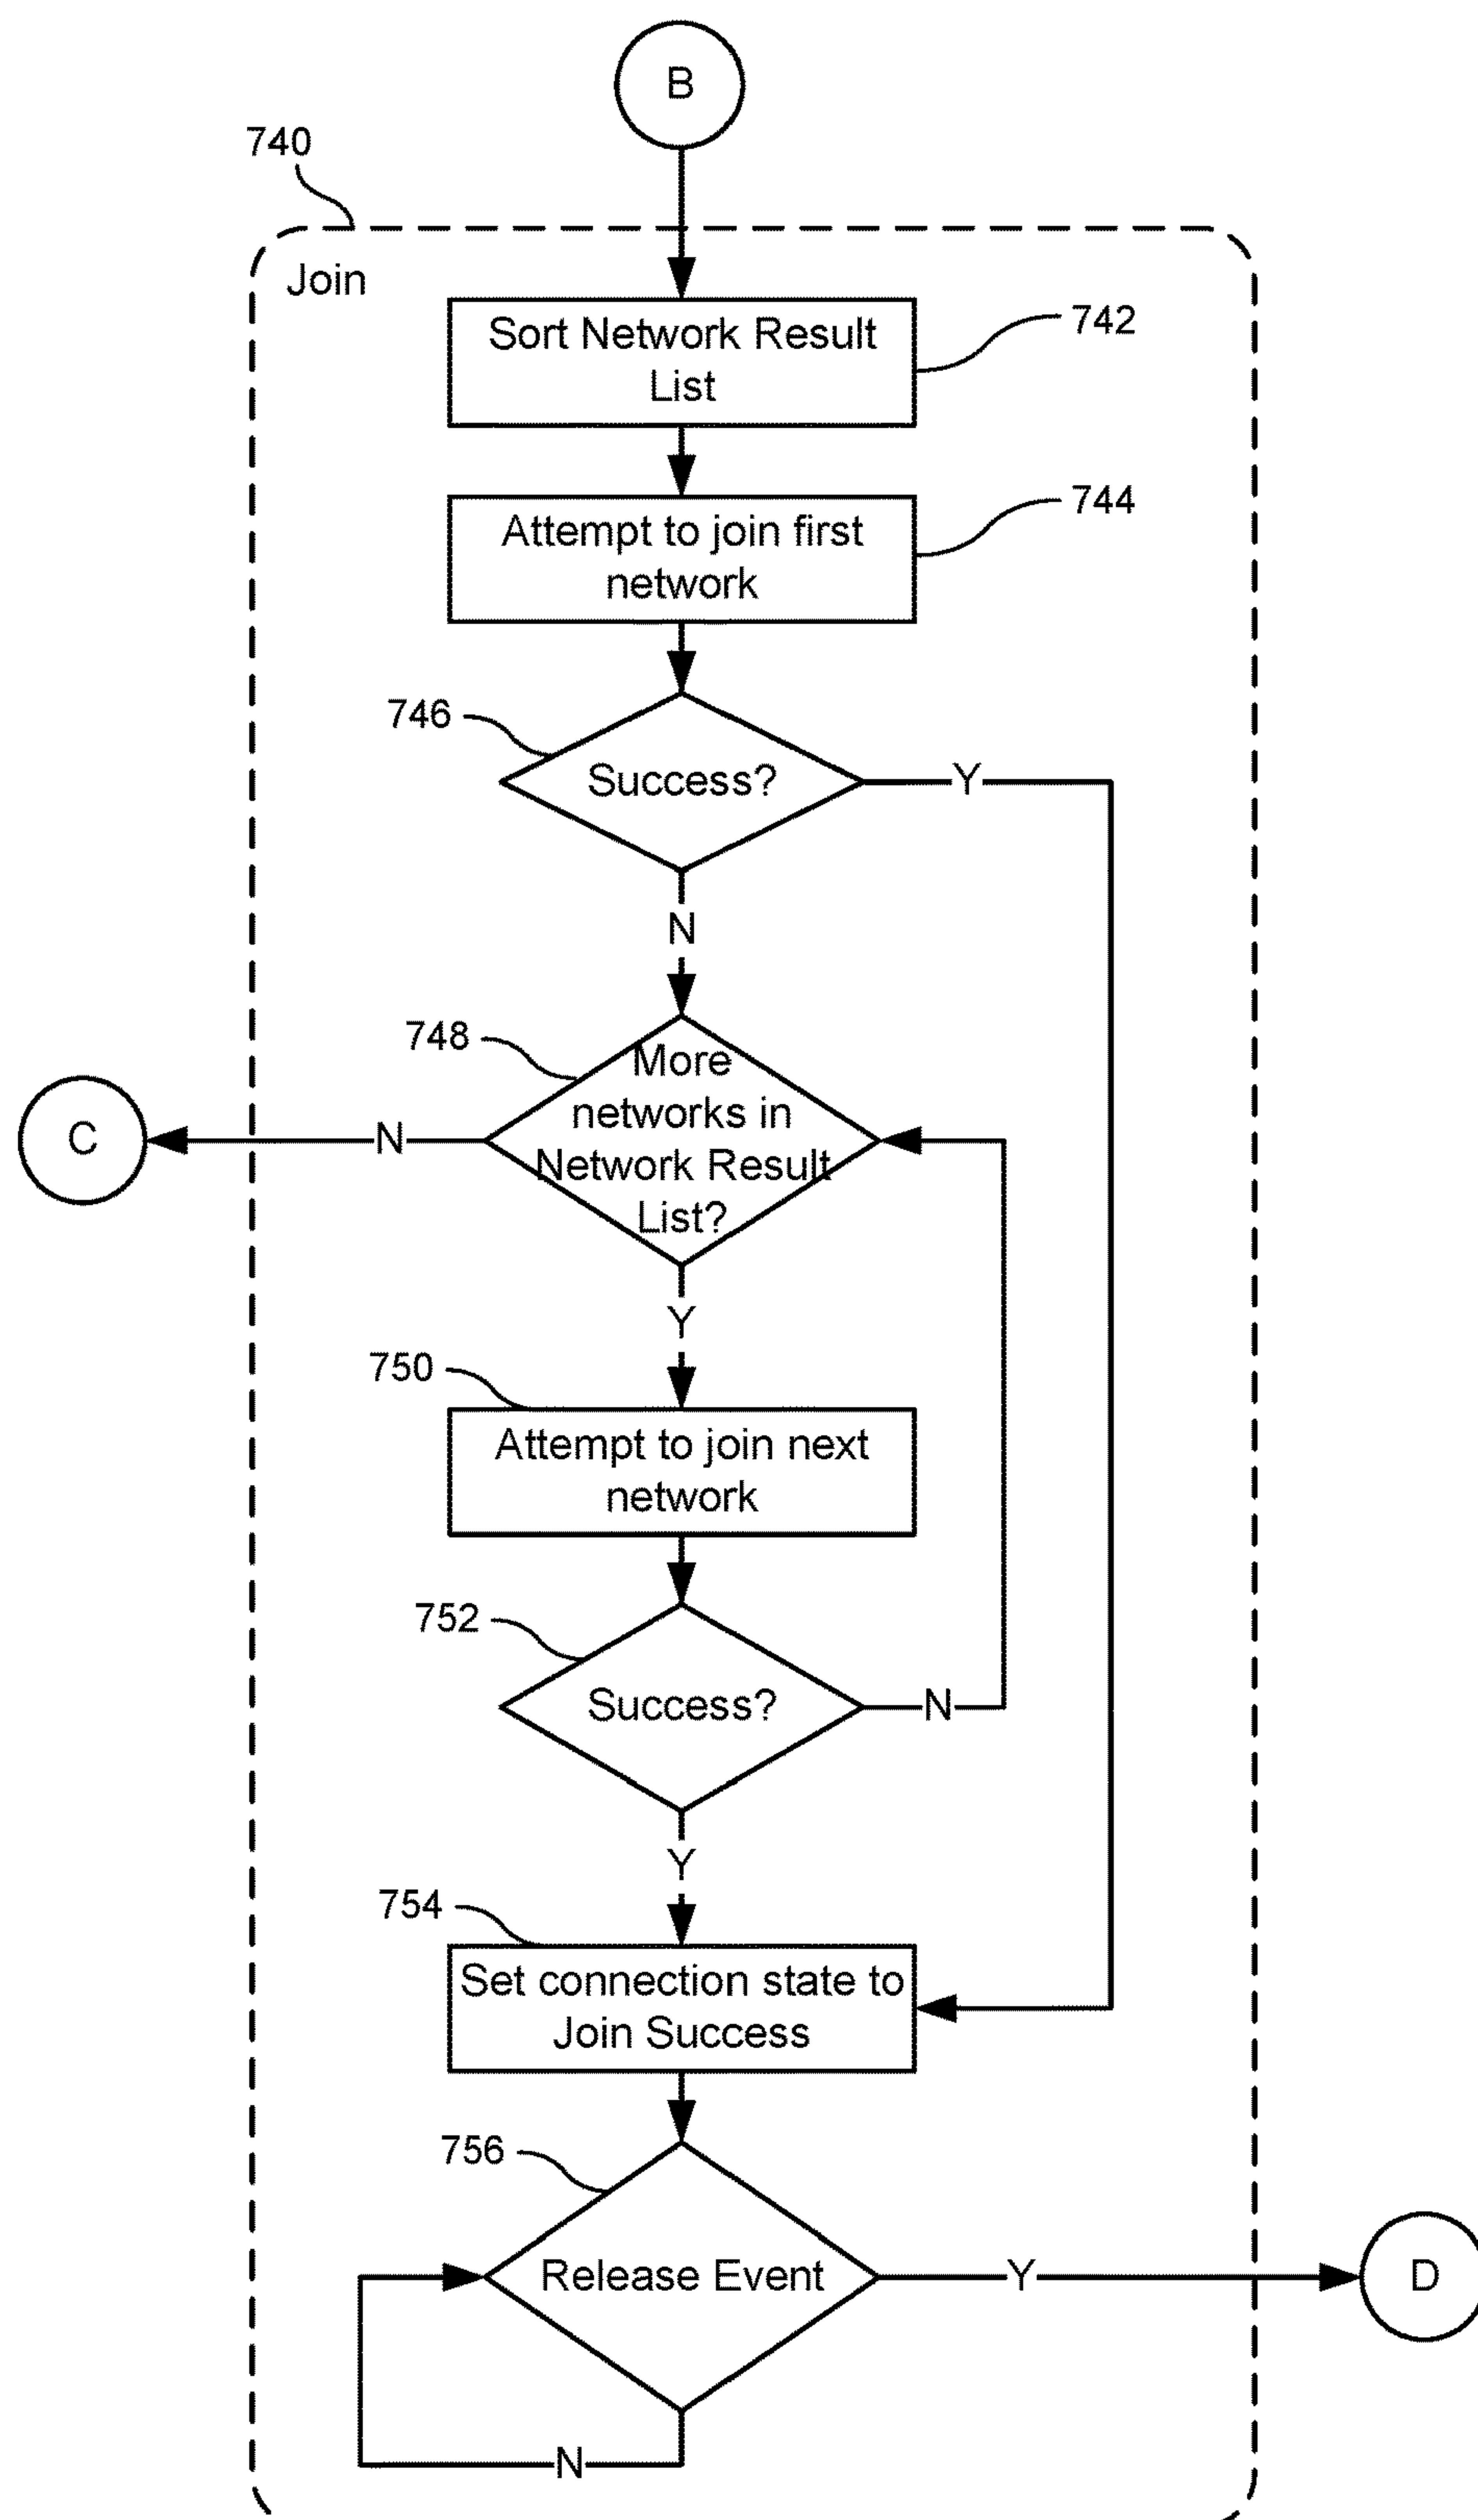 B
740
Join
Sort Network Result
List
742
Attempt to join first
network
744
746
Success?
Y
N
748
More
networks in
Network Result
List?
C
N
Y
750
Attempt to join next
network
752
Success?
N
Y
754
Set connection state to
Join Success
756
Release Event
Y
D
N